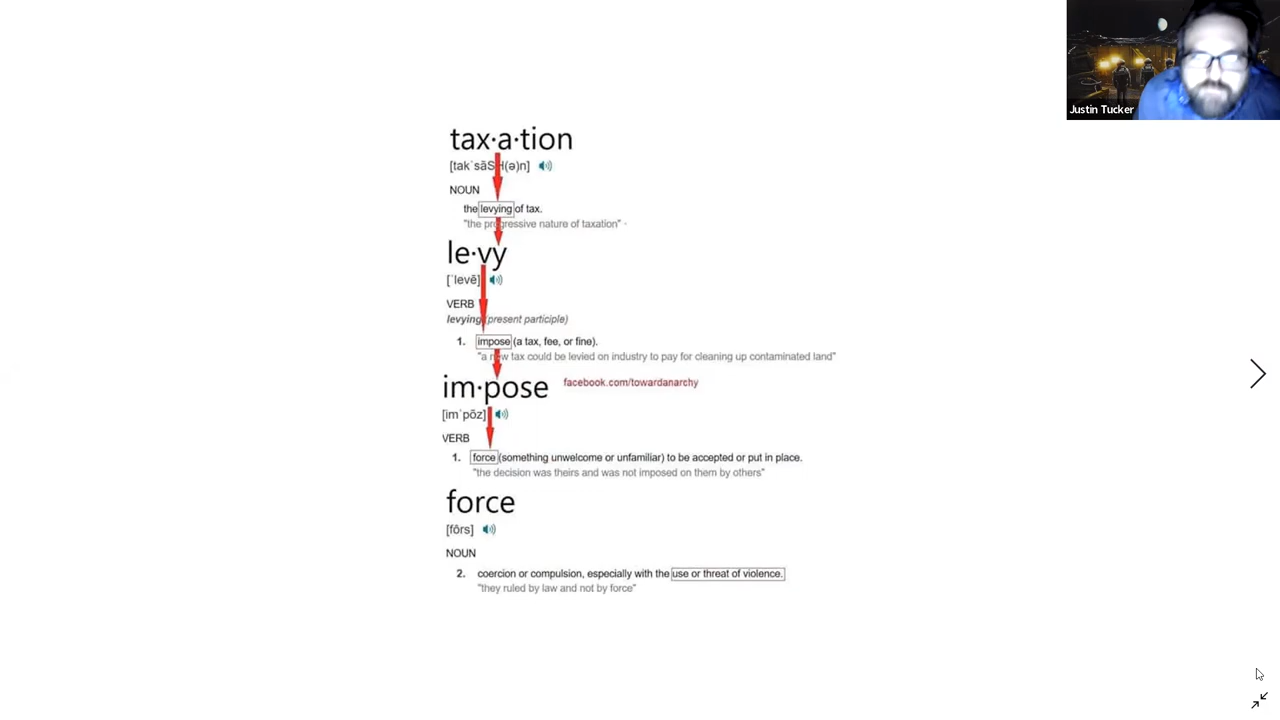 Justin Tucker
tax·a·tion
[takˈsāSH(ə)n]
NOUN
the levying of tax.
"the progressive nature of taxation" ·
le·vy
[ˈlevē]
VERB
levying (present participle)
1. impose (a tax, fee, or fine).
"a new tax could be levied on industry to pay for cleaning up contaminated land"
im·pose
facebook.com/towardanarchy
[imˈpōz]
VERB
1. force (something unwelcome or unfamiliar) to be accepted or put in place.
"the decision was theirs and was not imposed on them by others"
force
[fôrs]
NOUN
2. coercion or compulsion, especially with the use or threat of violence.
"they ruled by law and not by force"